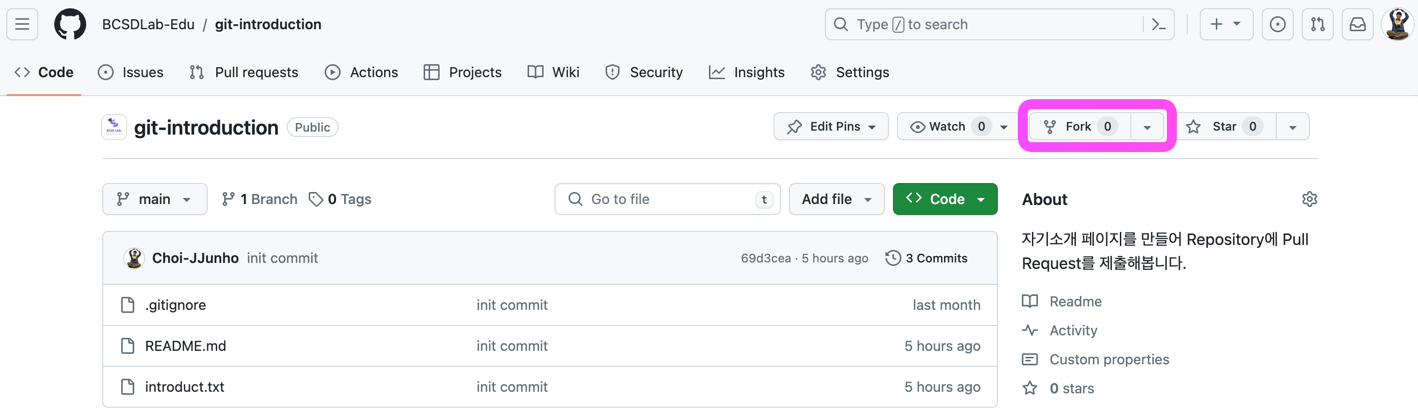 BCSDLab-Edu / git-introduction Type / to search
Code Issues Pull requests Actions Projects Wiki Security Insights Settings
git-introduction Public Edit Pins Watch 0 Fork 0 Star 0
main 1 Branch 0 Tags Go to file t Add file Code
Choi-JJunho init commit 69d3cea · 5 hours ago 3 Commits
.gitignore init commit last month
README.md init commit 5 hours ago
introduct.txt init commit 5 hours ago
About
자기소개 페이지를 만들어 Repository에 Pull
Request를 제출해봅니다.
Readme
Activity
Custom properties
0 stars